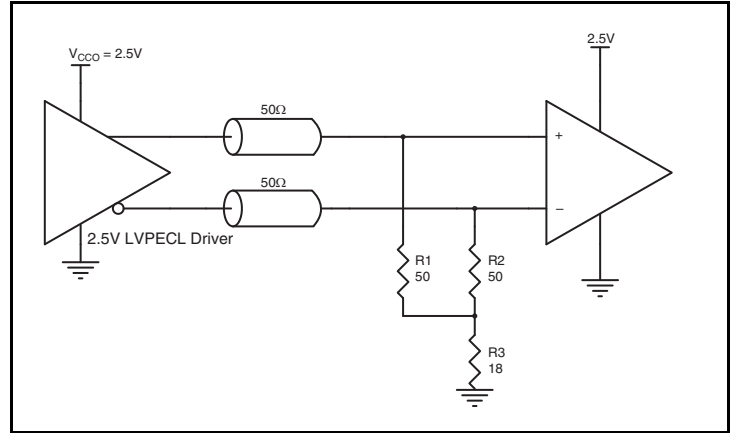 V_CCO = 2.5V
2.5V
50Ω
+
50Ω
−
2.5V LVPECL Driver
R1
50
R2
50
R3
18